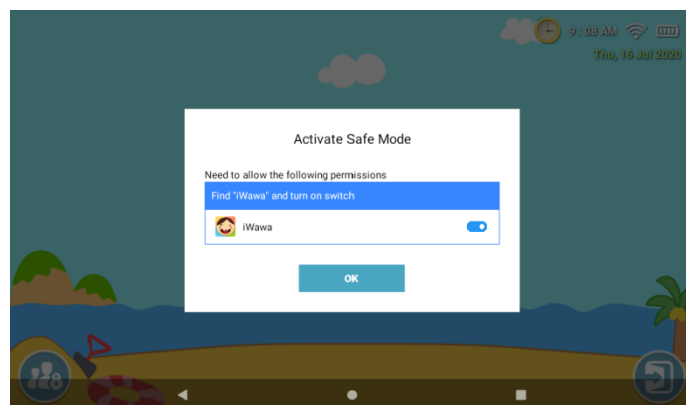 9:08 AM
Thu, 16 Jul 2020
Activate Safe Mode
Need to allow the following permissions
Find "iWawa" and turn on switch
iWawa
OK